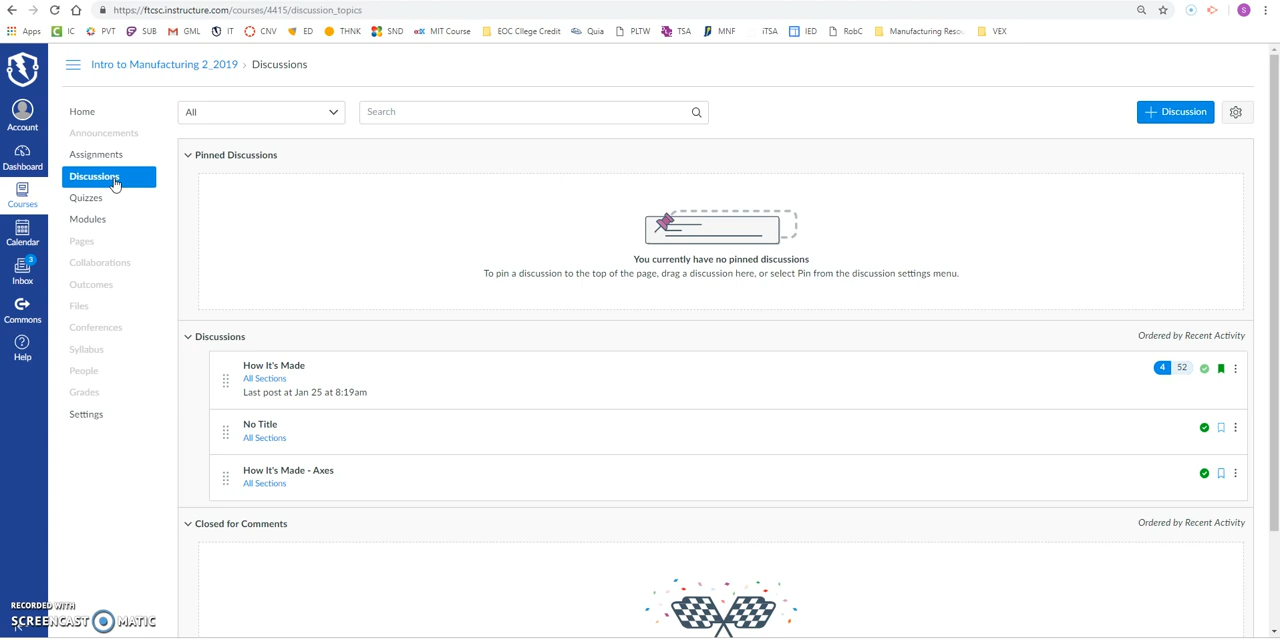 https://ftcsc.instructure.com/courses/4415/discussion_topics
S
Apps IC PVT SUB GML IT CNV ED THNK SND MIT Course EOC Cllege Credit Quia PLTW TSA MNF iTSA IED RobC Manufacturing Resou VEX
Intro to Manufacturing 2_2019 › Discussions
Account
Dashboard
Courses
Calendar
3
Inbox
Commons
Help
Home
Announcements
Assignments
Discussions
Quizzes
Modules
Pages
Collaborations
Outcomes
Files
Conferences
Syllabus
People
Grades
Settings
All
Search
Discussion
Pinned Discussions
You currently have no pinned discussions
To pin a discussion to the top of the page, drag a discussion here, or select Pin from the discussion settings menu.
Discussions
Ordered by Recent Activity
How It's Made
All Sections
Last post at Jan 25 at 8:19am
4 52
No Title
All Sections
How It's Made - Axes
All Sections
Closed for Comments
Ordered by Recent Activity
RECORDED WITH
SCREENCAST MATIC